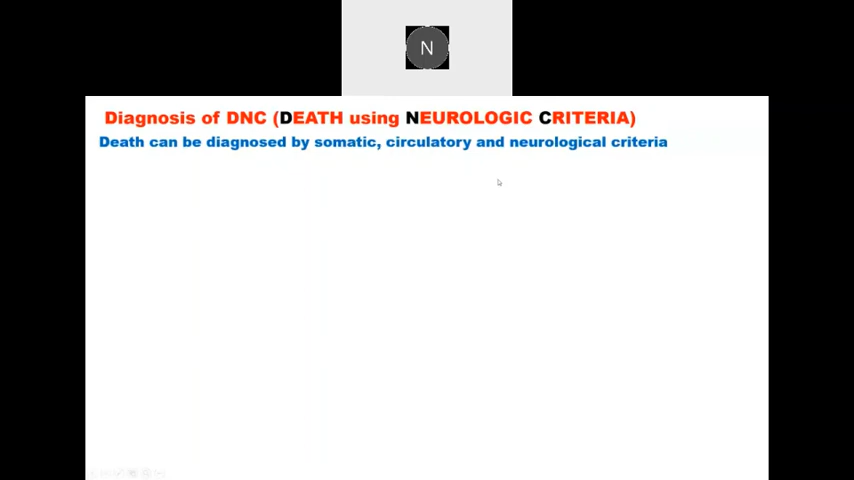 N
Diagnosis of DNC (DEATH using NEUROLOGIC CRITERIA)
Death can be diagnosed by somatic, circulatory and neurological criteria